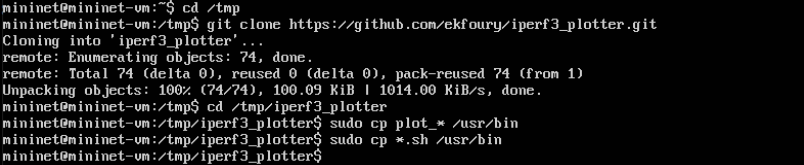 mininet@mininet-vm:~$ cd /tmp
mininet@mininet-vm:/tmp$ git clone https://github.com/ekfoury/iperf3_plotter.git
Cloning into 'iperf3_plotter'...
remote: Enumerating objects: 74, done.
remote: Total 74 (delta 0), reused 0 (delta 0), pack-reused 74 (from 1)
Unpacking objects: 100% (74/74), 100.09 KiB | 1014.00 KiB/s, done.
mininet@mininet-vm:/tmp$ cd /tmp/iperf3_plotter
mininet@mininet-vm:/tmp/iperf3_plotter$ sudo cp plot_* /usr/bin
mininet@mininet-vm:/tmp/iperf3_plotter$ sudo cp *.sh /usr/bin
mininet@mininet-vm:/tmp/iperf3_plotter$